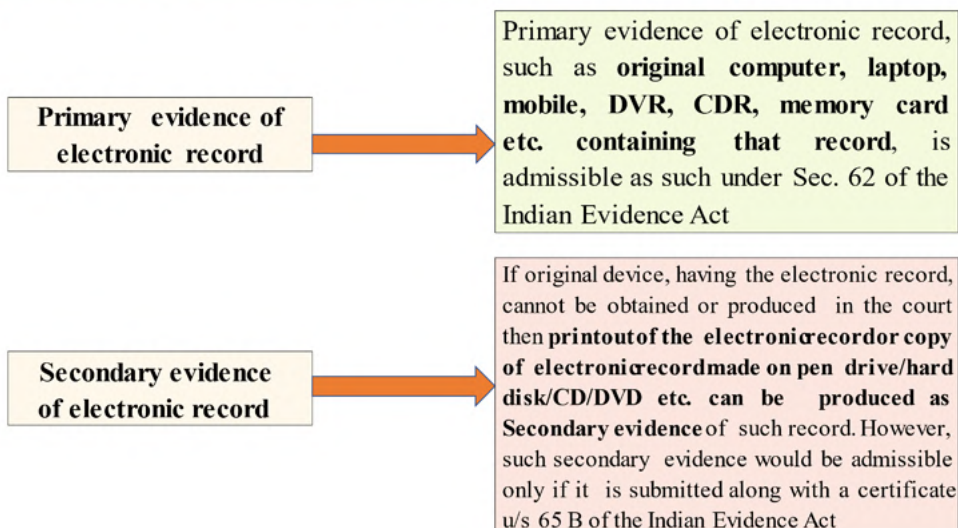 Primary evidence of
electronic record
Primary evidence of electronic record,
such as original computer, laptop,
mobile, DVR, CDR, memory card
etc. containing that record, is
admissible as such under Sec. 62 of the
Indian Evidence Act
Secondary evidence
of electronic record
If original device, having the electronic record,
cannot be obtained or produced in the court
then printoutof the electronicrecordor copy
of electronicrecordmade on pen drive/hard
disk/CD/DVD etc. can be produced as
Secondary evidence of such record. However,
such secondary evidence would be admissible
only if it is submitted along with a certificate
u/s 65 B of the Indian Evidence Act